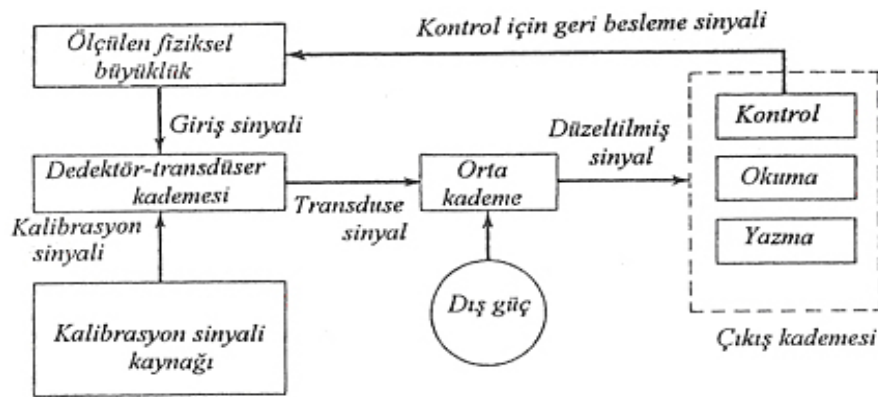 Ölçülen fiziksel
büyüklük
Kontrol için geri besleme sinyali
Giriş sinyali
Dedektör-transdüser
kademesi
Transduse
sinyal
Orta
kademe
Düzeltilmiş
sinyal
Kontrol
Okuma
Yazma
Çıkış kademesi
Kalibrasyon
sinyali
Kalibrasyon sinyali
kaynağı
Dış güç